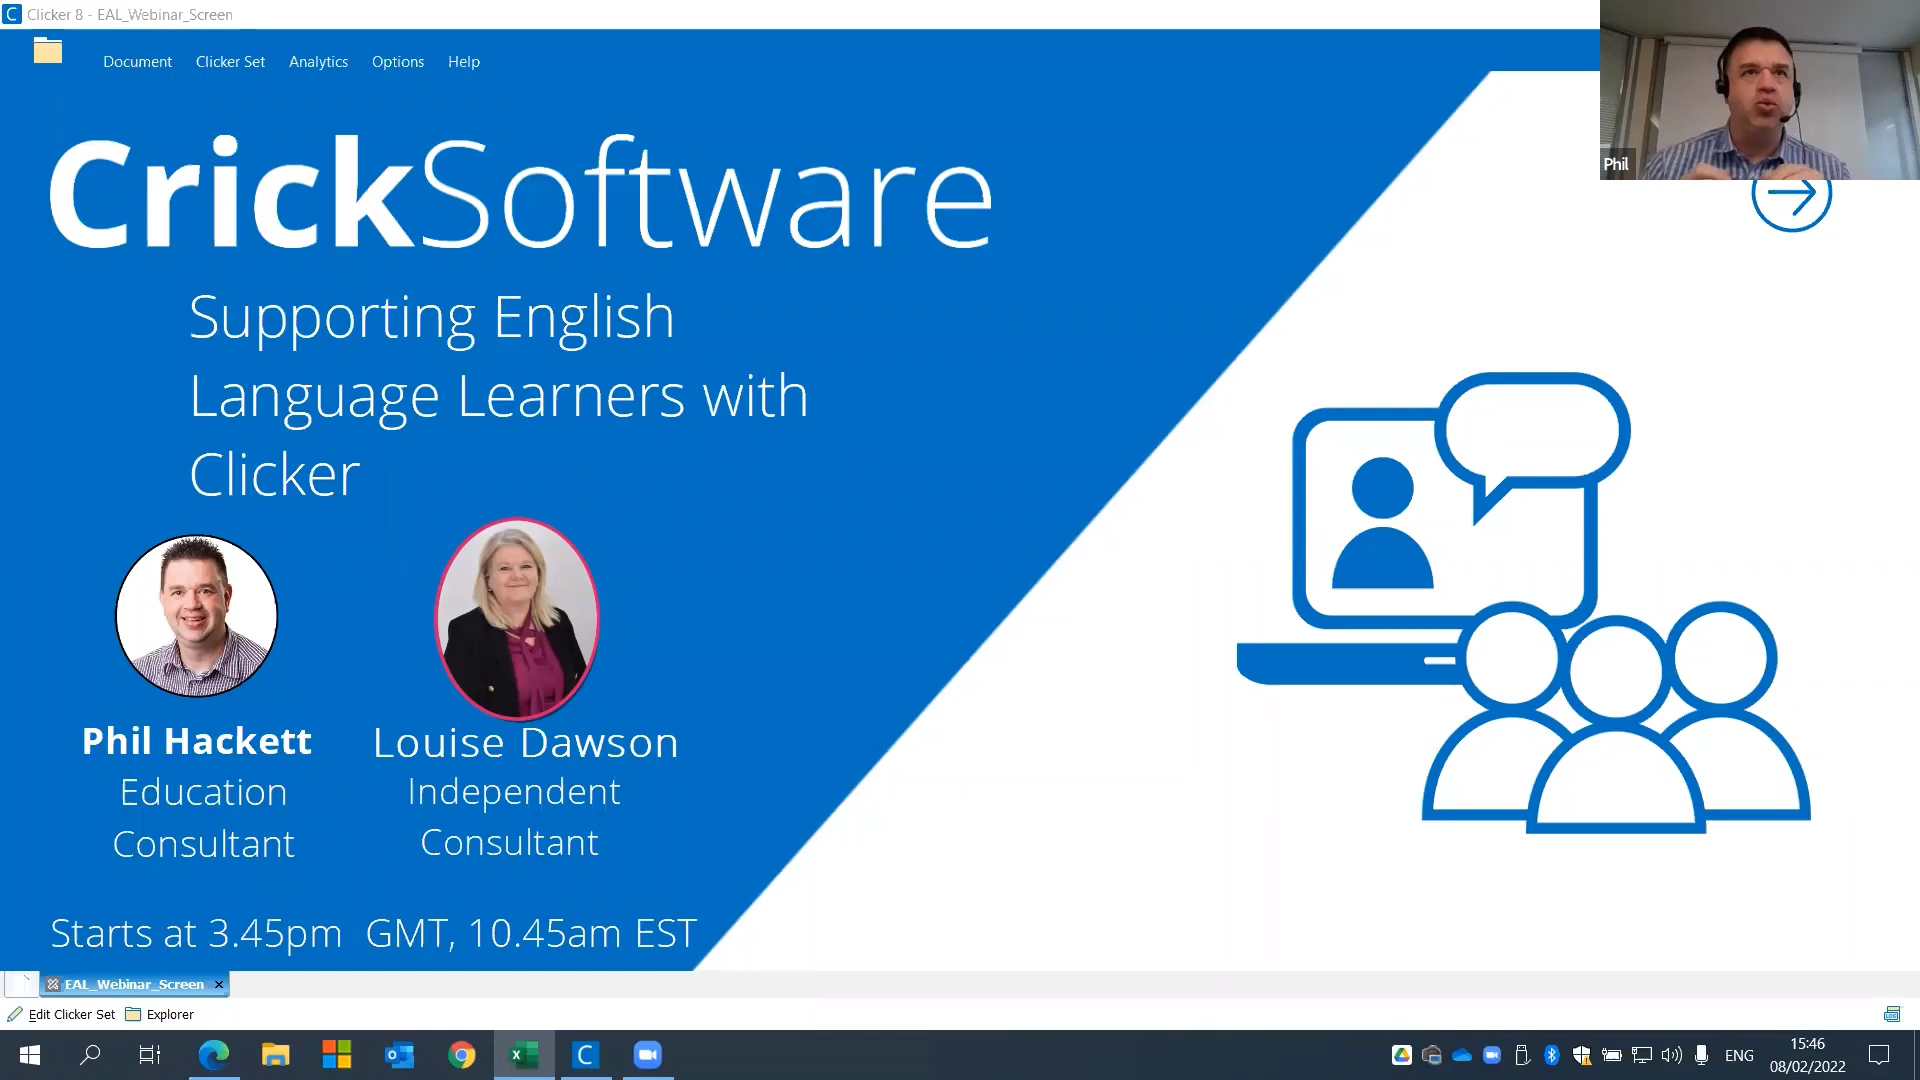 Clicker 8 - EAL_Webinar_Screen
Document Clicker Set Analytics Options Help
CrickSoftware
Supporting English
Language Learners with
Clicker
Phil
Phil Hackett
Education
Consultant
Louise Dawson
Independent
Consultant
Starts at 3.45pm GMT, 10.45am EST
EAL_Webinar_Screen
Edit Clicker Set Explorer
ENG
15:46
08/02/2022